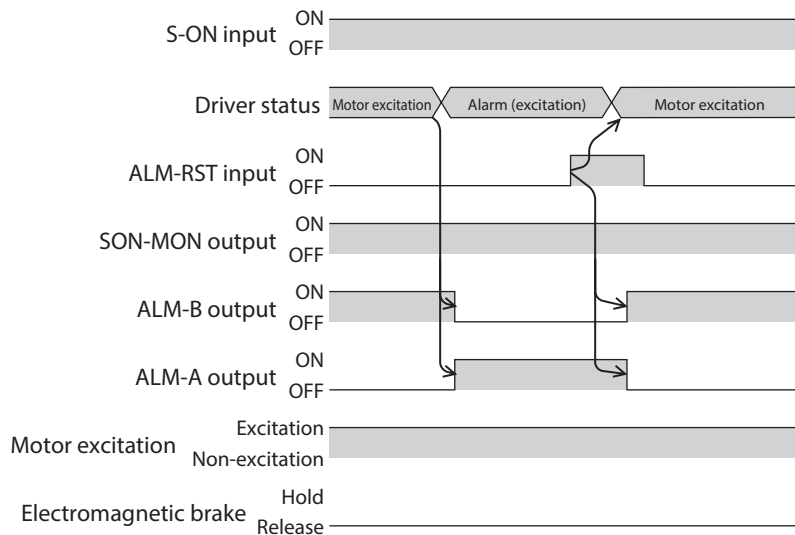 S-ON input
ON
OFF
Driver status
Motor excitation
Alarm (excitation)
Motor excitation
ALM-RST input
ON
OFF
SON-MON output
ON
OFF
ALM-B output
ON
OFF
ALM-A output
ON
OFF
Motor excitation
Excitation
Non-excitation
Electromagnetic brake
Hold
Release